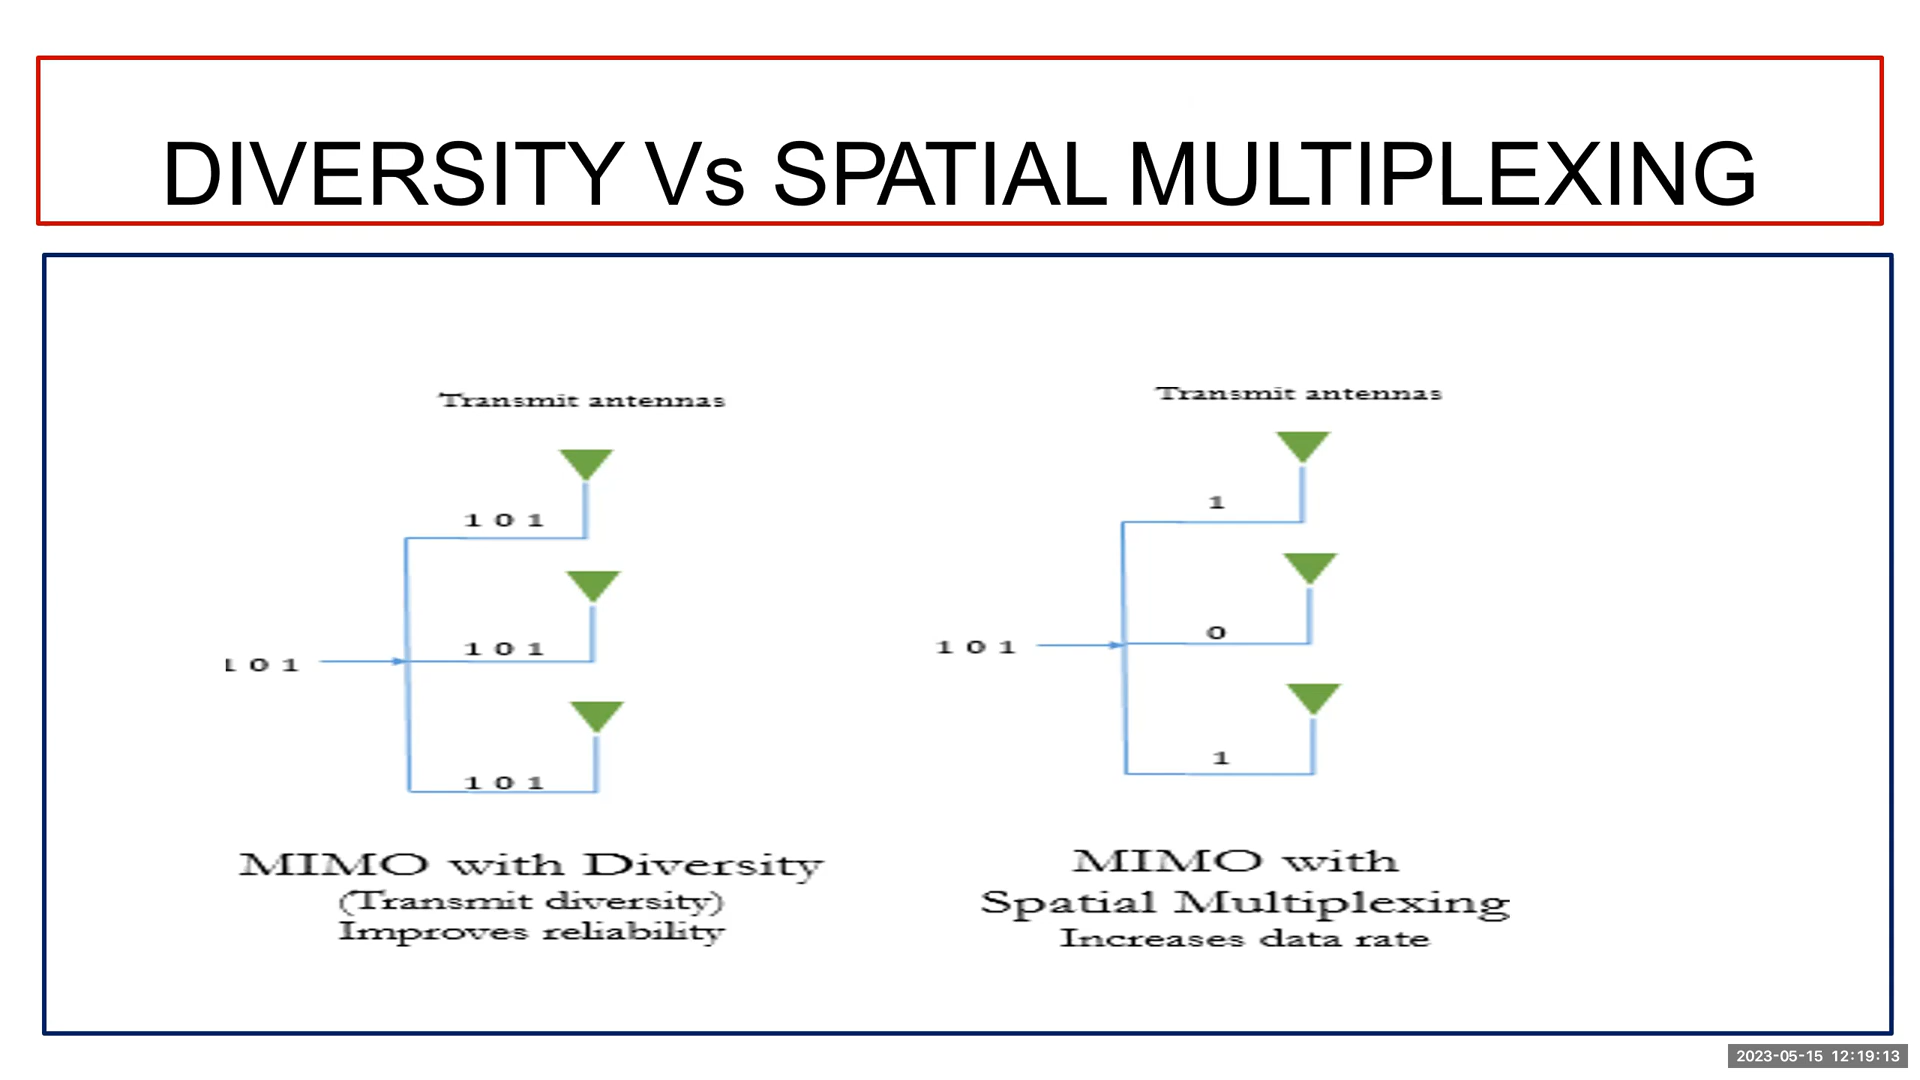 DIVERSITY Vs SPATIAL MULTIPLEXING
Transmit antennas
1 0 1
1 0 1
1 0 1
1 0 1
MIMO with Diversity
(Transmit diversity)
Improves reliability
Transmit antennas
1
0
1 0 1
1
MIMO with
Spatial Multiplexing
Increases data rate
2023-05-15 12:19:13